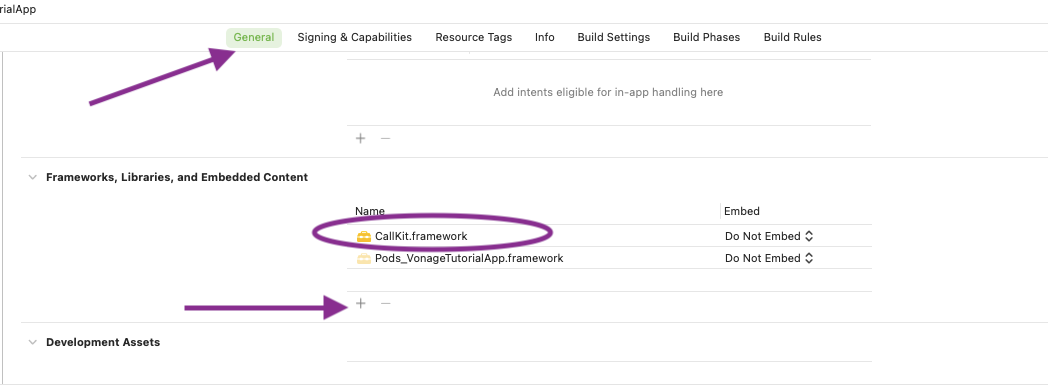 rialApp
General Signing & Capabilities Resource Tags Info Build Settings Build Phases Build Rules
Add intents eligible for in-app handling here
Frameworks, Libraries, and Embedded Content
Name Embed
CallKit.framework Do Not Embed
Pods_VonageTutorialApp.framework Do Not Embed
Development Assets